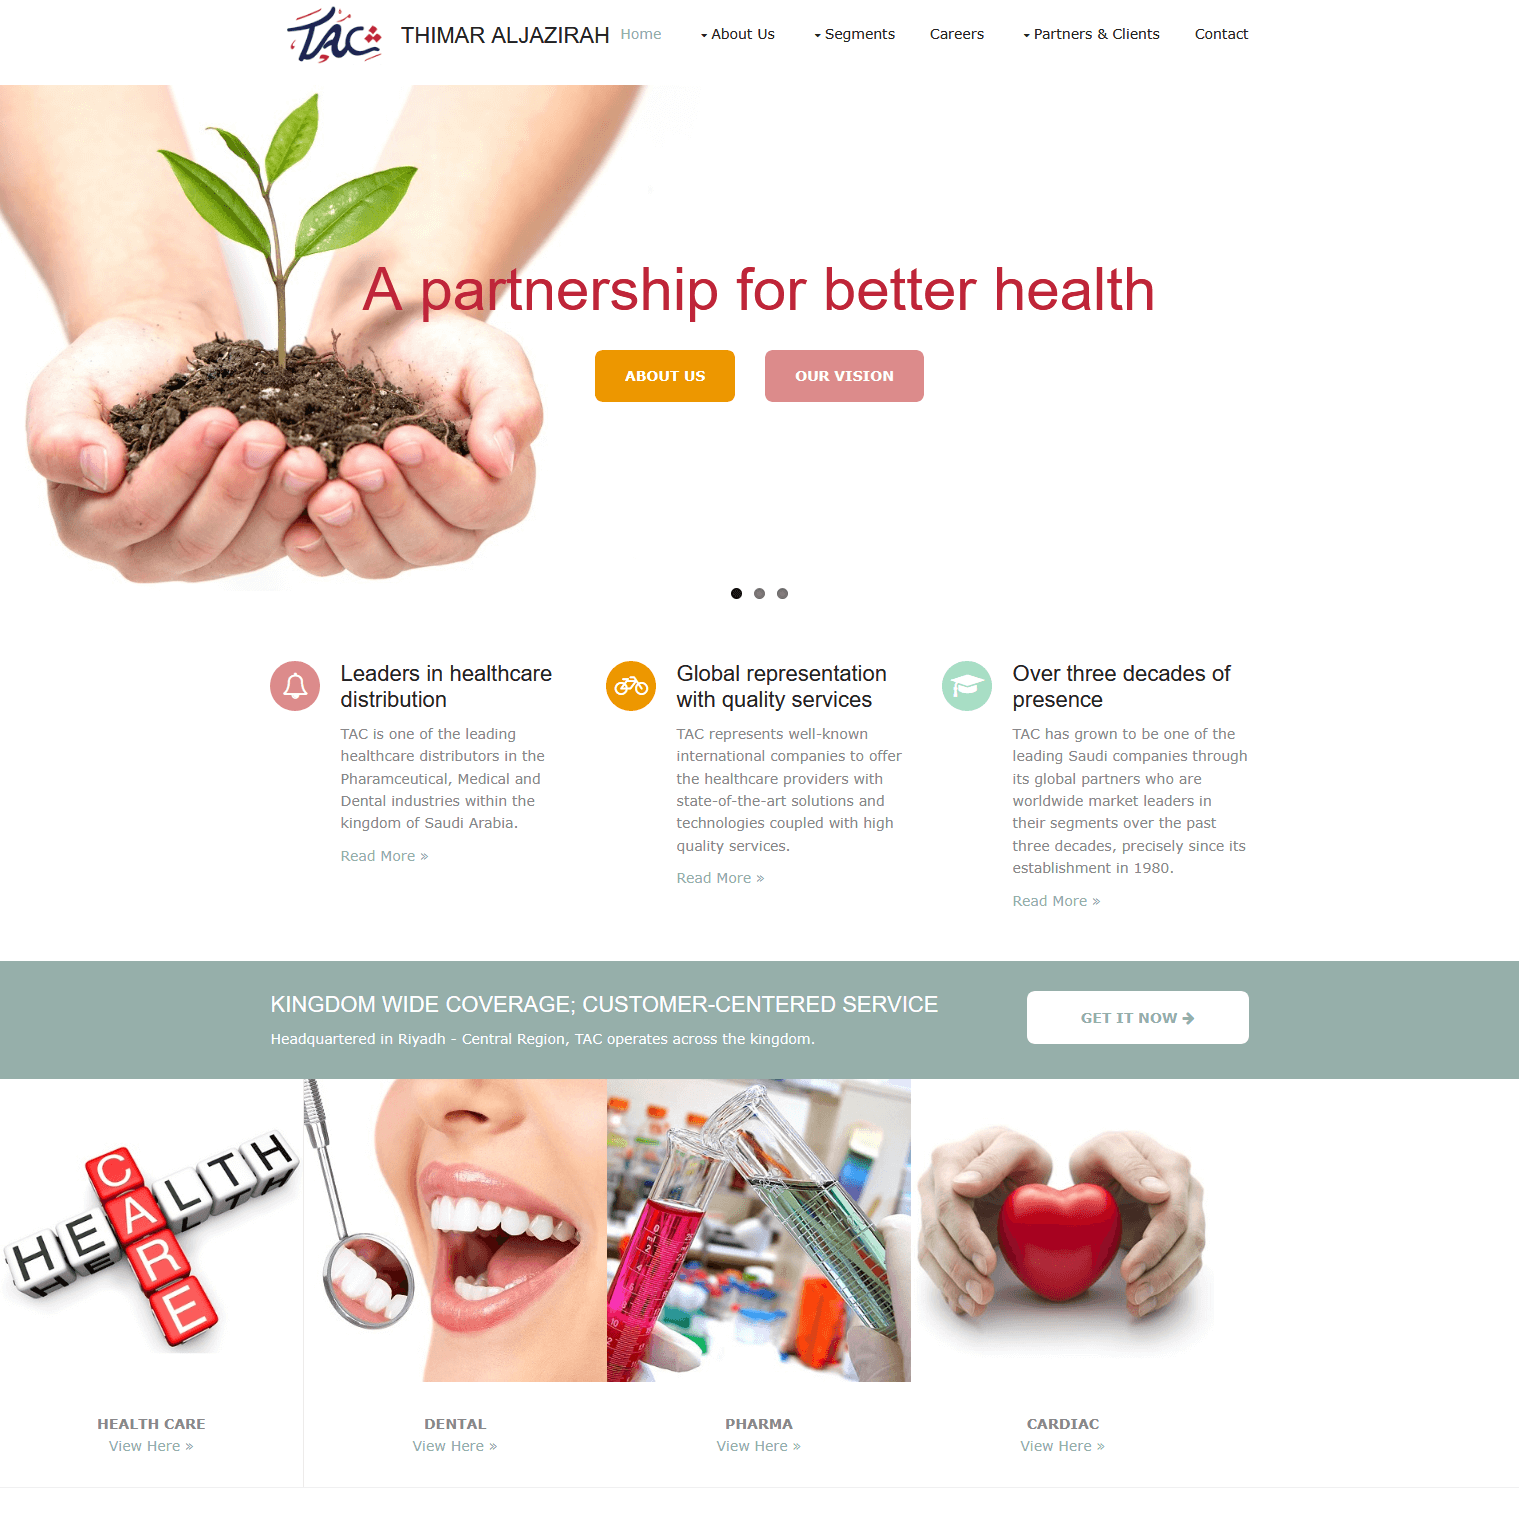 TAC
THIMAR ALJAZIRAH
Home
About Us
Segments
Careers
Partners & Clients
Contact
A partnership for better health
ABOUT US
OUR VISION
Leaders in healthcare
distribution
TAC is one of the leading
healthcare distributors in the
Pharamceutical, Medical and
Dental industries within the
kingdom of Saudi Arabia.
Read More »
Global representation
with quality services
TAC represents well-known
international companies to offer
the healthcare providers with
state-of-the-art solutions and
technologies coupled with high
quality services.
Read More »
Over three decades of
presence
TAC has grown to be one of the
leading Saudi companies through
its global partners who are
worldwide market leaders in
their segments over the past
three decades, precisely since its
establishment in 1980.
Read More »
KINGDOM WIDE COVERAGE; CUSTOMER-CENTERED SERVICE
Headquartered in Riyadh - Central Region, TAC operates across the kingdom.
GET IT NOW
HEALTH
CARE
HEALTH CARE
View Here »
DENTAL
View Here »
PHARMA
View Here »
CARDIAC
View Here »